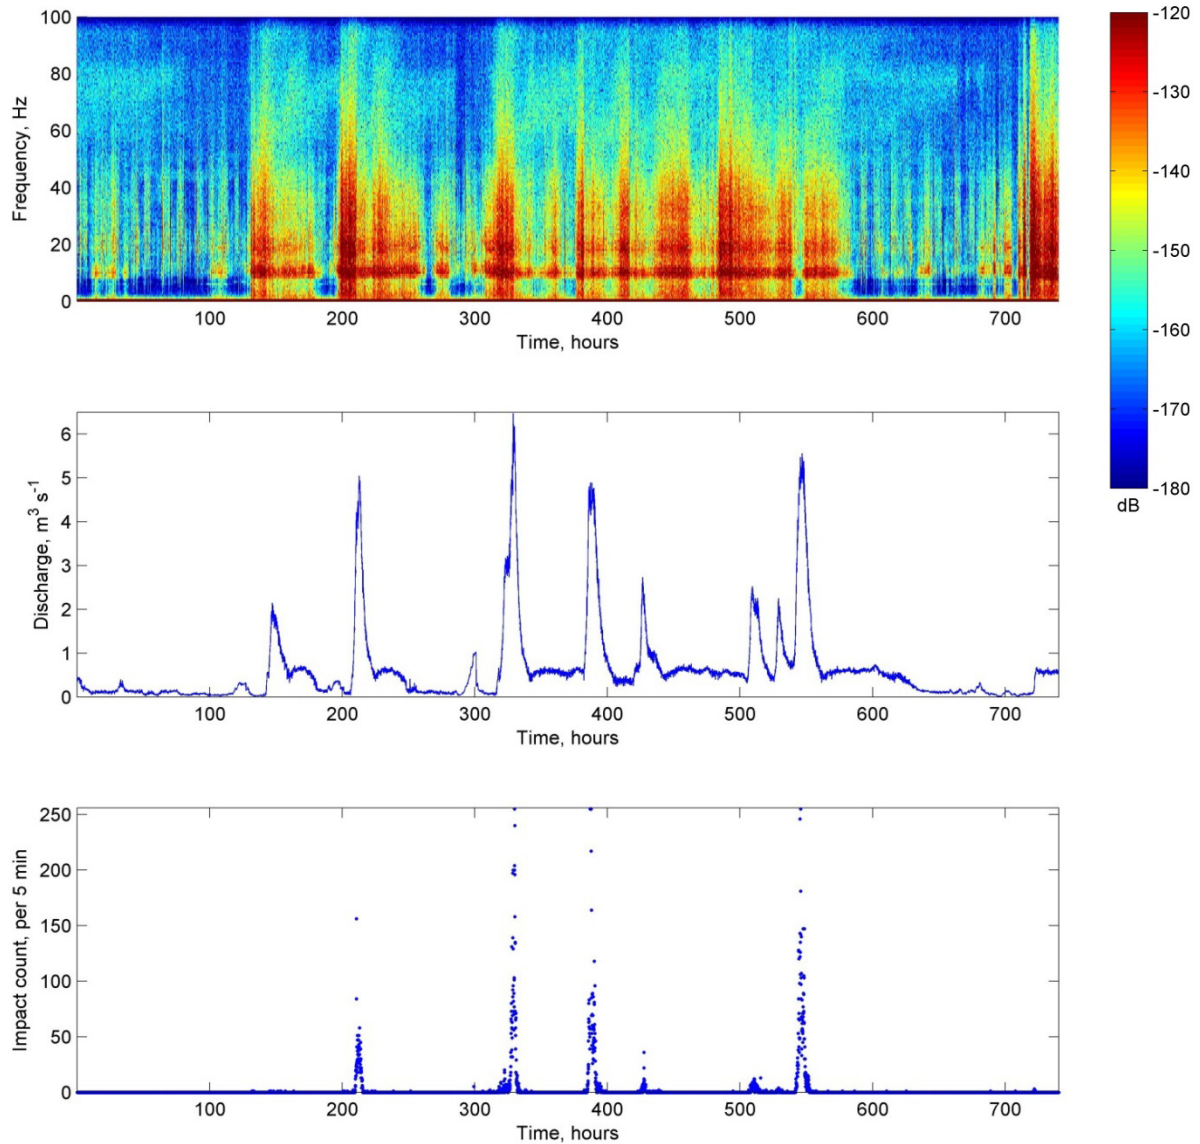 100
80
60
40
20
0
Frequency, Hz
100 200 300 400 500 600 700
Time, hours
-120
-130
-140
-150
-160
-170
-180
dB
6
5
4
3
2
1
0
Discharge, m³ s⁻¹
100 200 300 400 500 600 700
Time, hours
250
200
150
100
50
0
Impact count, per 5 min
100 200 300 400 500 600 700
Time, hours